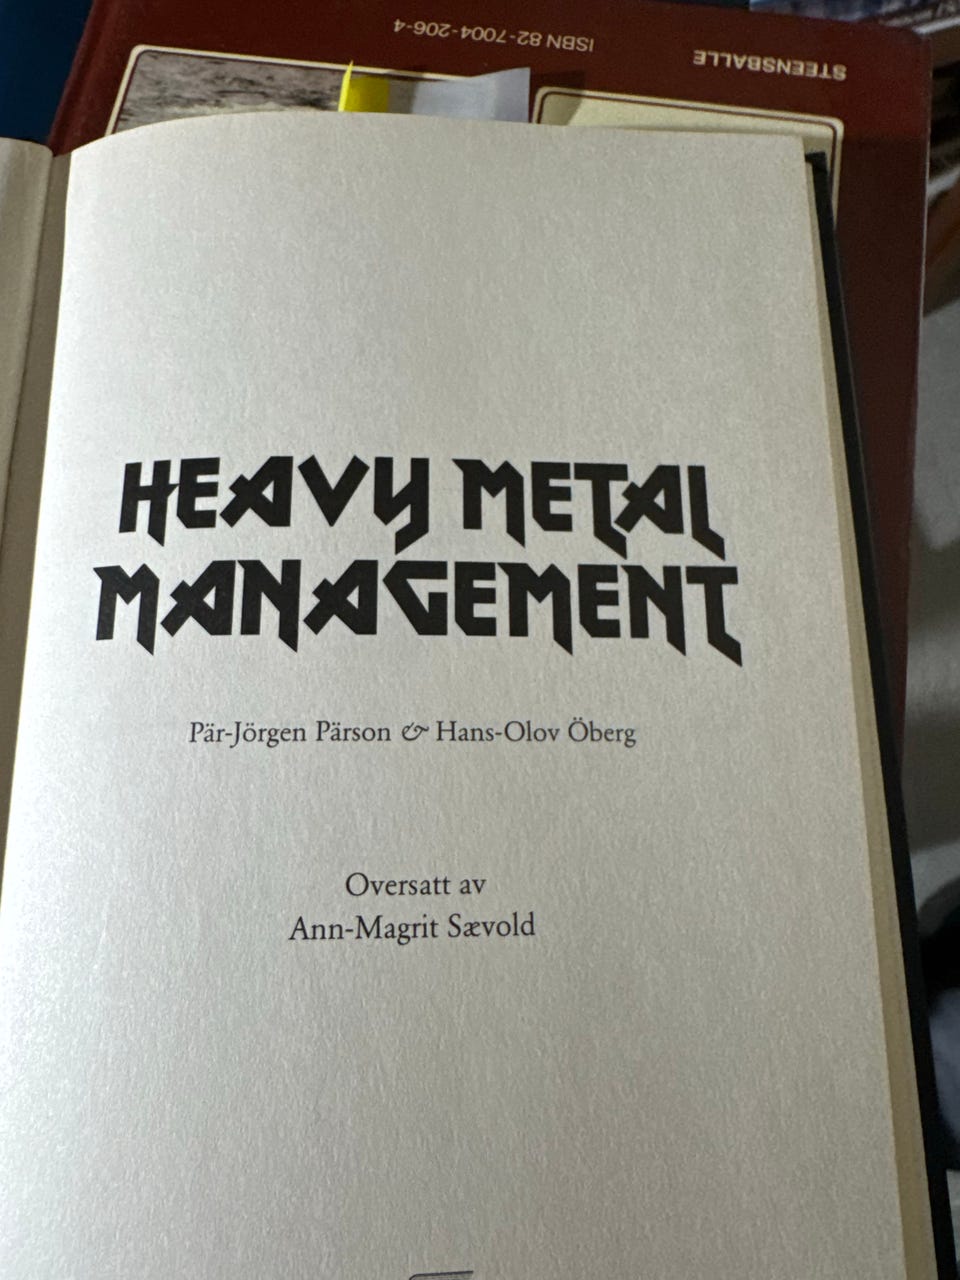 STEENSBALLE
ISBN 82-7004-206-4
HEAVY METAL
MANAGEMENT
Pär-Jörgen Pärson & Hans-Olov Öberg
Oversatt av
Ann-Magrit Sævold